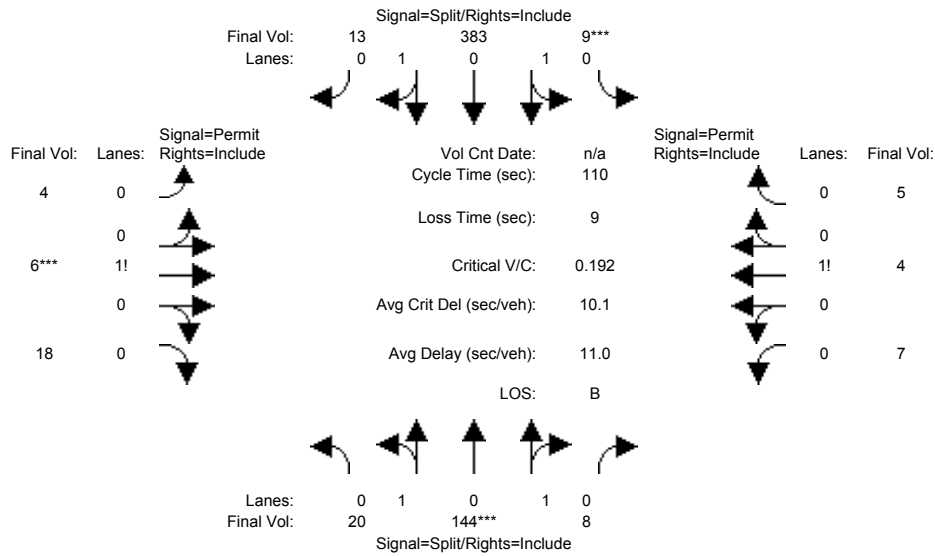 Signal=Split/Rights=Include
Final Vol: 13 383 9***
Lanes: 0 1 0 1 0
Signal=Permit
Final Vol: Lanes: Rights=Include
Vol Cnt Date: n/a
Signal=Permit
Rights=Include Lanes: Final Vol:
Cycle Time (sec): 110
4 0
0 5
Loss Time (sec): 9
0
0
6*** 1!
Critical V/C: 0.192
1! 4
0
Avg Crit Del (sec/veh): 10.1
0
18 0
Avg Delay (sec/veh): 11.0
0 7
LOS: B
Lanes: 0 1 0 1 0
Final Vol: 20 144*** 8
Signal=Split/Rights=Include